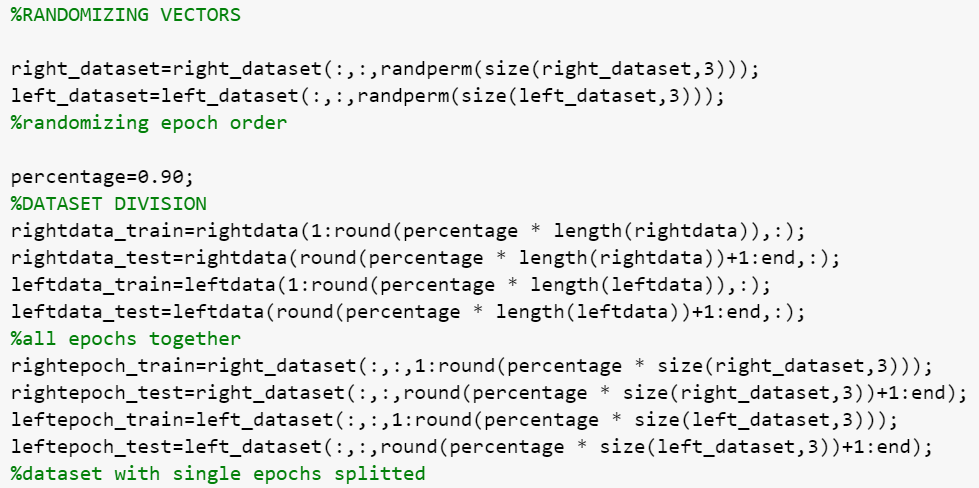 %RANDOMIZING VECTORS
right_dataset=right_dataset(:,:,randperm(size(right_dataset,3)));
left_dataset=left_dataset(:,:,randperm(size(left_dataset,3)));
%randomizing epoch order
percentage=0.90;
%DATASET DIVISION
rightdata_train=rightdata(1:round(percentage * length(rightdata)),:);
rightdata_test=rightdata(round(percentage * length(rightdata))+1:end,:);
leftdata_train=leftdata(1:round(percentage * length(leftdata)),:);
leftdata_test=leftdata(round(percentage * length(leftdata))+1:end,:);
%all epochs together
rightepoch_train=right_dataset(:,:,1:round(percentage * size(right_dataset,3)));
rightepoch_test=right_dataset(:,:,round(percentage * size(right_dataset,3))+1:end);
leftepoch_train=left_dataset(:,:,1:round(percentage * size(left_dataset,3)));
leftepoch_test=left_dataset(:,:,round(percentage * size(left_dataset,3))+1:end);
%dataset with single epochs splitted